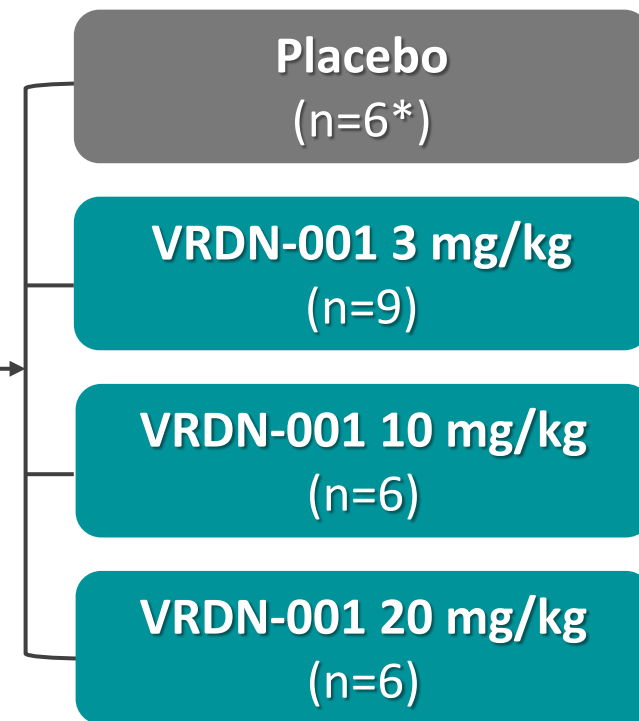 Placebo
(n=6*)
VRDN-001 3 mg/kg
(n=9)
VRDN-001 10 mg/kg
(n=6)
VRDN-001 20 mg/kg
(n=6)